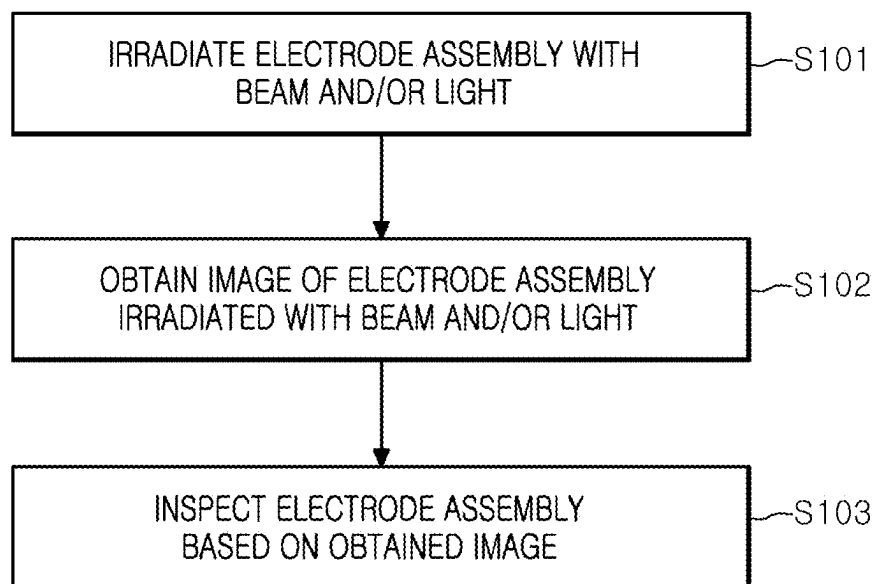 IRRADIATE ELECTRODE ASSEMBLY WITH
BEAM AND/OR LIGHT
S101
OBTAIN IMAGE OF ELECTRODE ASSEMBLY
IRRADIATED WITH BEAM AND/OR LIGHT
S102
INSPECT ELECTRODE ASSEMBLY
BASED ON OBTAINED IMAGE
S103